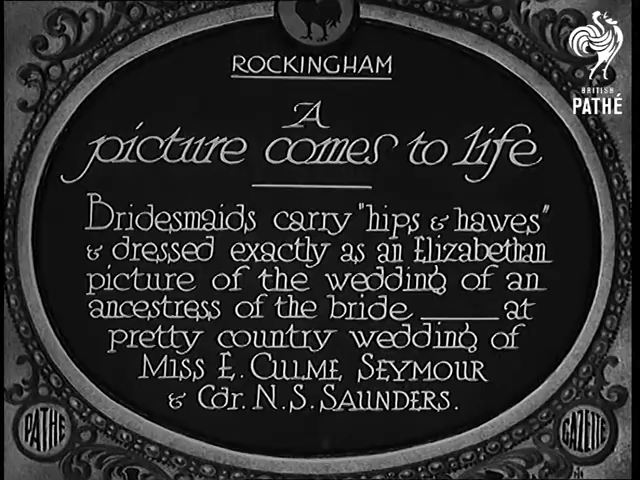 BRITISH
PATHÉ
ROCKINGHAM
A
picture comes to life
Bridesmaids carry "hips & hawes"
& dressed exactly as an Elizabethan
picture of the wedding of an
ancestress of the bride ——— at
pretty country wedding of
MISS E. CULME SEYMOUR
& Cdr. N. S. SAUNDERS.
PATHE
GAZETTE